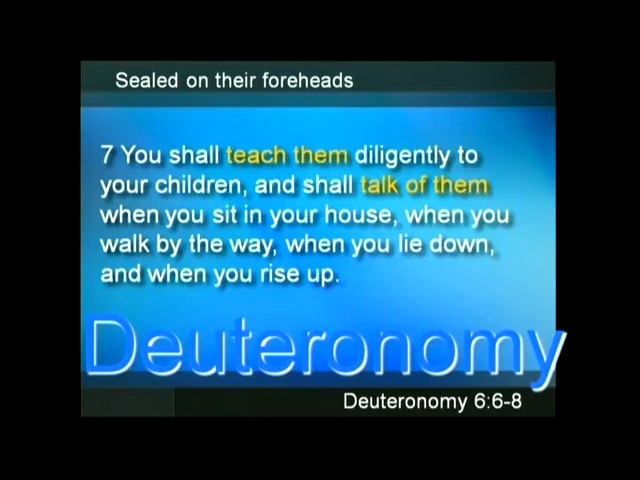 Sealed on their foreheads
7 You shall teach them diligently to
your children, and shall talk of them
when you sit in your house, when you
walk by the way, when you lie down,
and when you rise up.
Deuteronomy
Deuteronomy 6:6-8